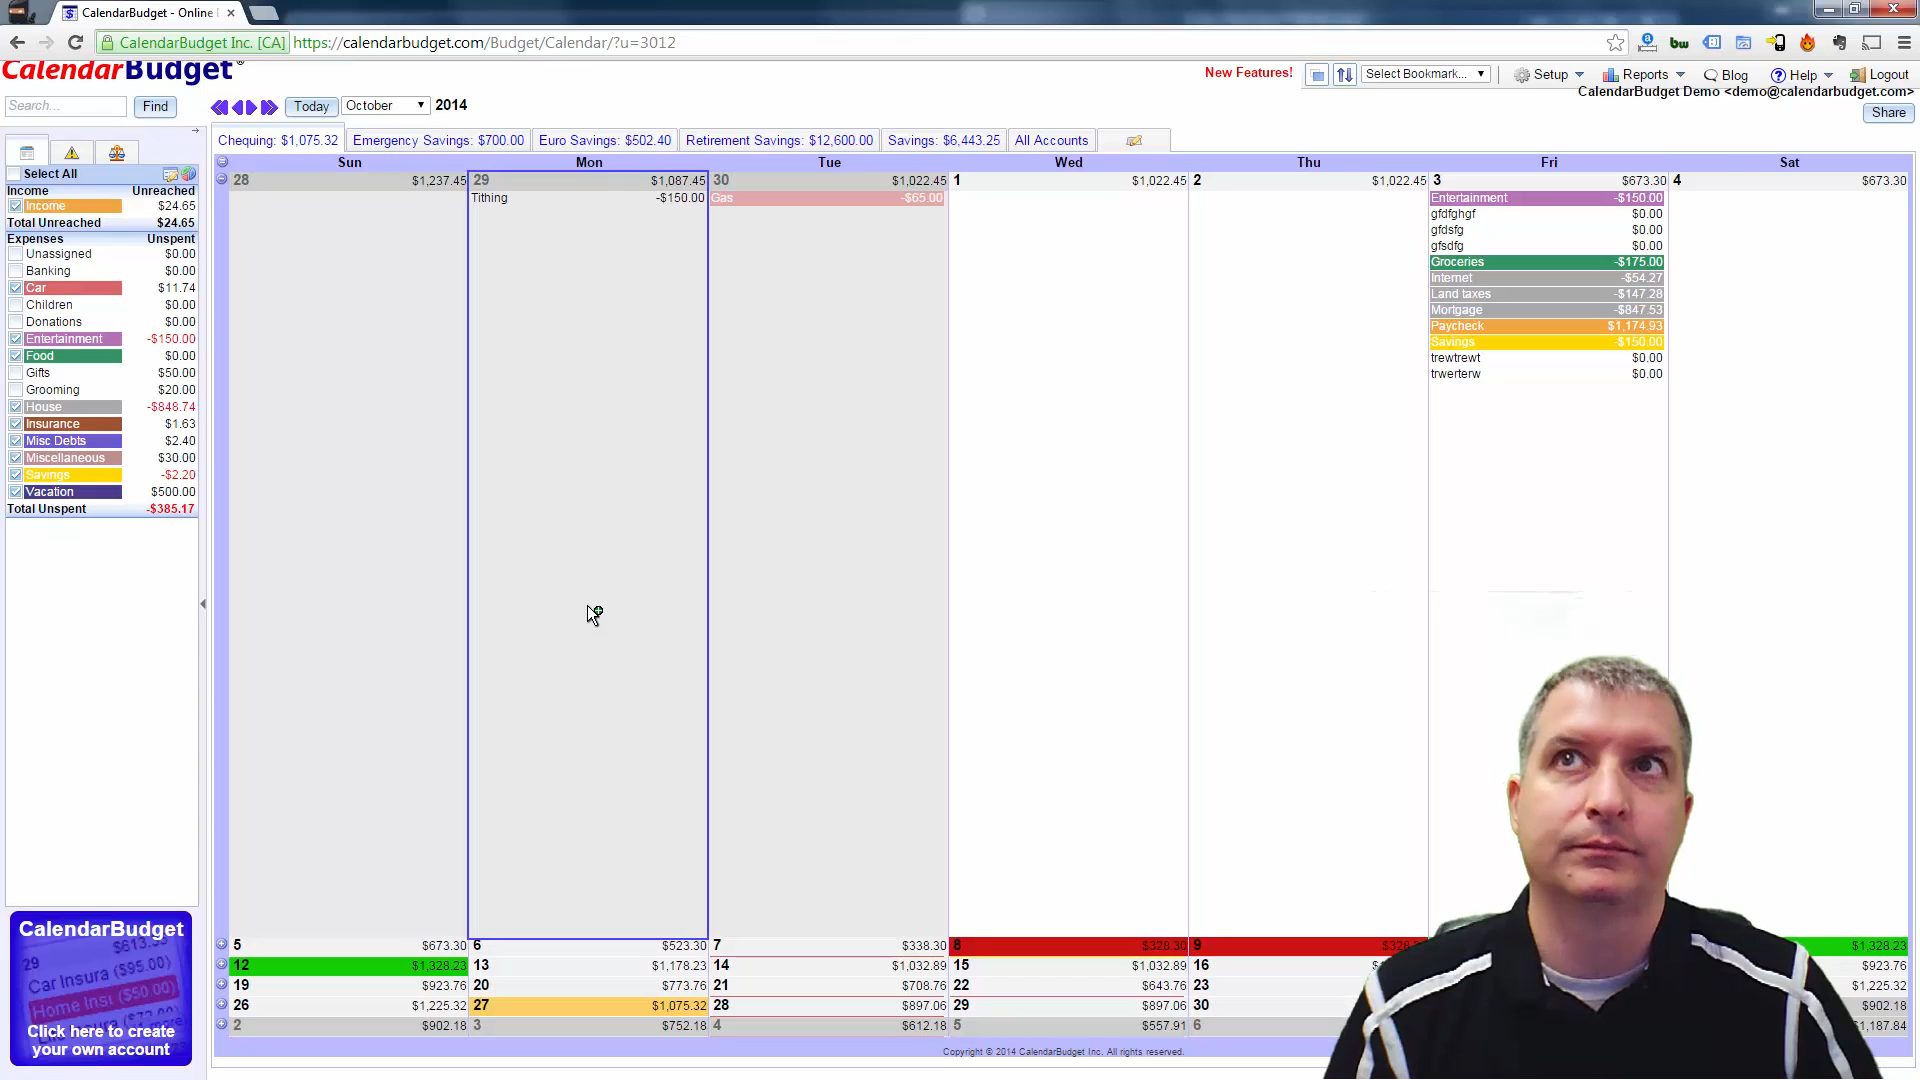 CalendarBudget - Online
CalendarBudget Inc. [CA] https://calendarbudget.com/Budget/Calendar/?u=3012
CalendarBudget®
New Features! Select Bookmark... Setup Reports Blog Help Logout
CalendarBudget Demo <demo@calendarbudget.com>
Search... Find Today October 2014 Share
Chequing: $1,075.32 Emergency Savings: $700.00 Euro Savings: $502.40 Retirement Savings: $12,600.00 Savings: $6,443.25 All Accounts
Select All
Income Unreached
Income $24.65
Total Unreached $24.65
Expenses Unspent
Unassigned $0.00
Banking $0.00
Car $11.74
Children $0.00
Donations $0.00
Entertainment -$150.00
Food $0.00
Gifts $50.00
Grooming $20.00
House -$848.74
Insurance $1.63
Misc Debts $2.40
Miscellaneous $30.00
Savings -$2.20
Vacation $500.00
Total Unspent -$385.17
Sun Mon Tue Wed Thu Fri Sat
28 $1,237.45 29 $1,087.45 30 $1,022.45 1 $1,022.45 2 $1,022.45 3 $673.30 4 $673.30
Tithing -$150.00 Gas -$65.00 Entertainment -$150.00
gfdfghgf $0.00
gfdsfg $0.00
gfsdfg $0.00
Groceries -$175.00
Internet -$54.27
Land taxes -$147.28
Mortgage -$847.53
Paycheck $1,174.93
Savings -$150.00
trewtrewt $0.00
trwerterw $0.00
5 $673.30 6 $523.30 7 $338.30 8 $328.30 9 $1,328.23
12 $1,328.23 13 $1,178.23 14 $1,032.89 15 $1,032.89 16 $923.76
19 $923.76 20 $773.76 21 $708.76 22 $643.76 23 $1,225.32
26 $1,225.32 27 $1,075.32 28 $897.06 29 $897.06 30 $902.18
2 $902.18 3 $752.18 4 $612.18 5 $557.91 6 $1,187.84
Copyright © 2014 CalendarBudget Inc. All rights reserved.
CalendarBudget
29
Car Insura ($95.00)
Home Inst ($50.00)
Click here to create
your own account